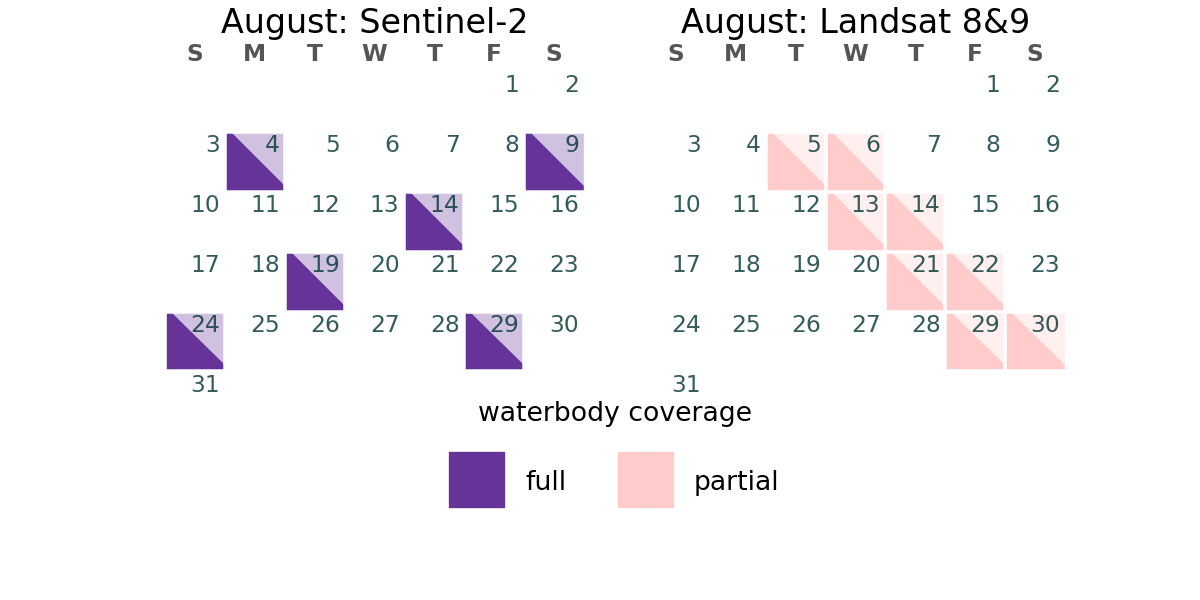 August: Sentinel-2
S M T W T F S
1 2
3 4 5 6 7 8 9
10 11 12 13 14 15 16
17 18 19 20 21 22 23
24 25 26 27 28 29 30
31
August: Landsat 8&9
S M T W T F S
1 2
3 4 5 6 7 8 9
10 11 12 13 14 15 16
17 18 19 20 21 22 23
24 25 26 27 28 29 30
31
waterbody coverage
full
partial